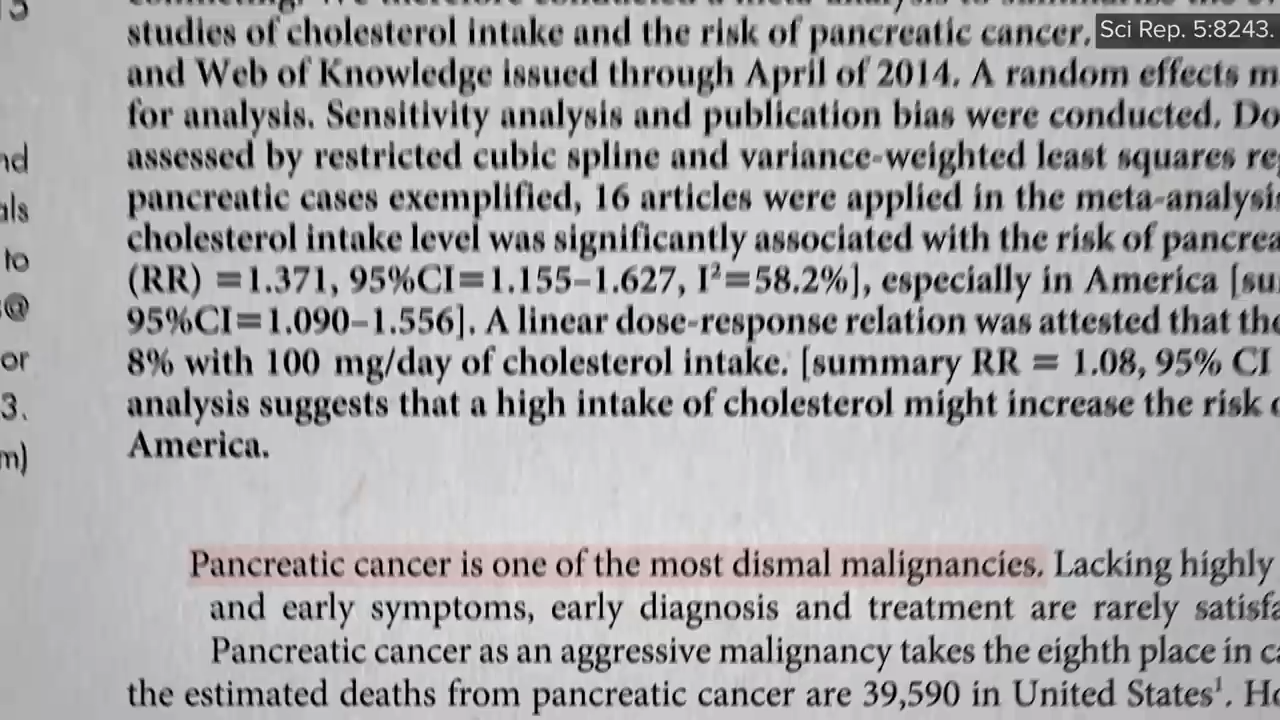 Sci Rep. 5:8243.
studies of cholesterol intake and the risk of pancreatic cancer.
and Web of Knowledge issued through April of 2014. A random effects m
for analysis. Sensitivity analysis and publication bias were conducted. Do
assessed by restricted cubic spline and variance-weighted least squares re
pancreatic cases exemplified, 16 articles were applied in the meta-analysi
cholesterol intake level was significantly associated with the risk of pancrea
(RR) =1.371, 95%CI=1.155–1.627, I²=58.2%], especially in America [su
95%CI=1.090–1.556]. A linear dose-response relation was attested that the
8% with 100 mg/day of cholesterol intake. [summary RR = 1.08, 95% CI
analysis suggests that a high intake of cholesterol might increase the risk
America.
nd
als
to
@
or
3.
m)
Pancreatic cancer is one of the most dismal malignancies. Lacking highly
and early symptoms, early diagnosis and treatment are rarely satisfa
Pancreatic cancer as an aggressive malignancy takes the eighth place in ca
the estimated deaths from pancreatic cancer are 39,590 in United States¹. Ho